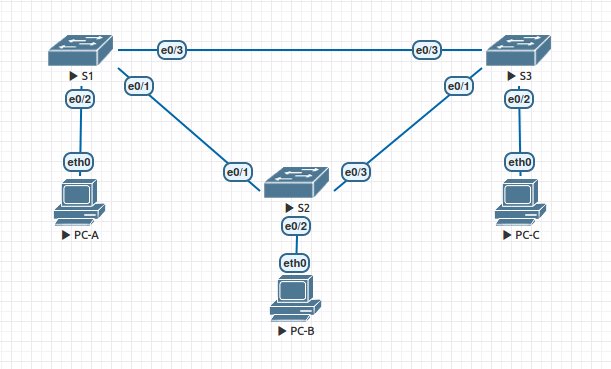 e0/3 e0/3
S1 S3
e0/1 e0/1
e0/2 e0/2
eth0 eth0
e0/1 e0/3
S2
e0/2
PC-A PC-C
eth0
PC-B